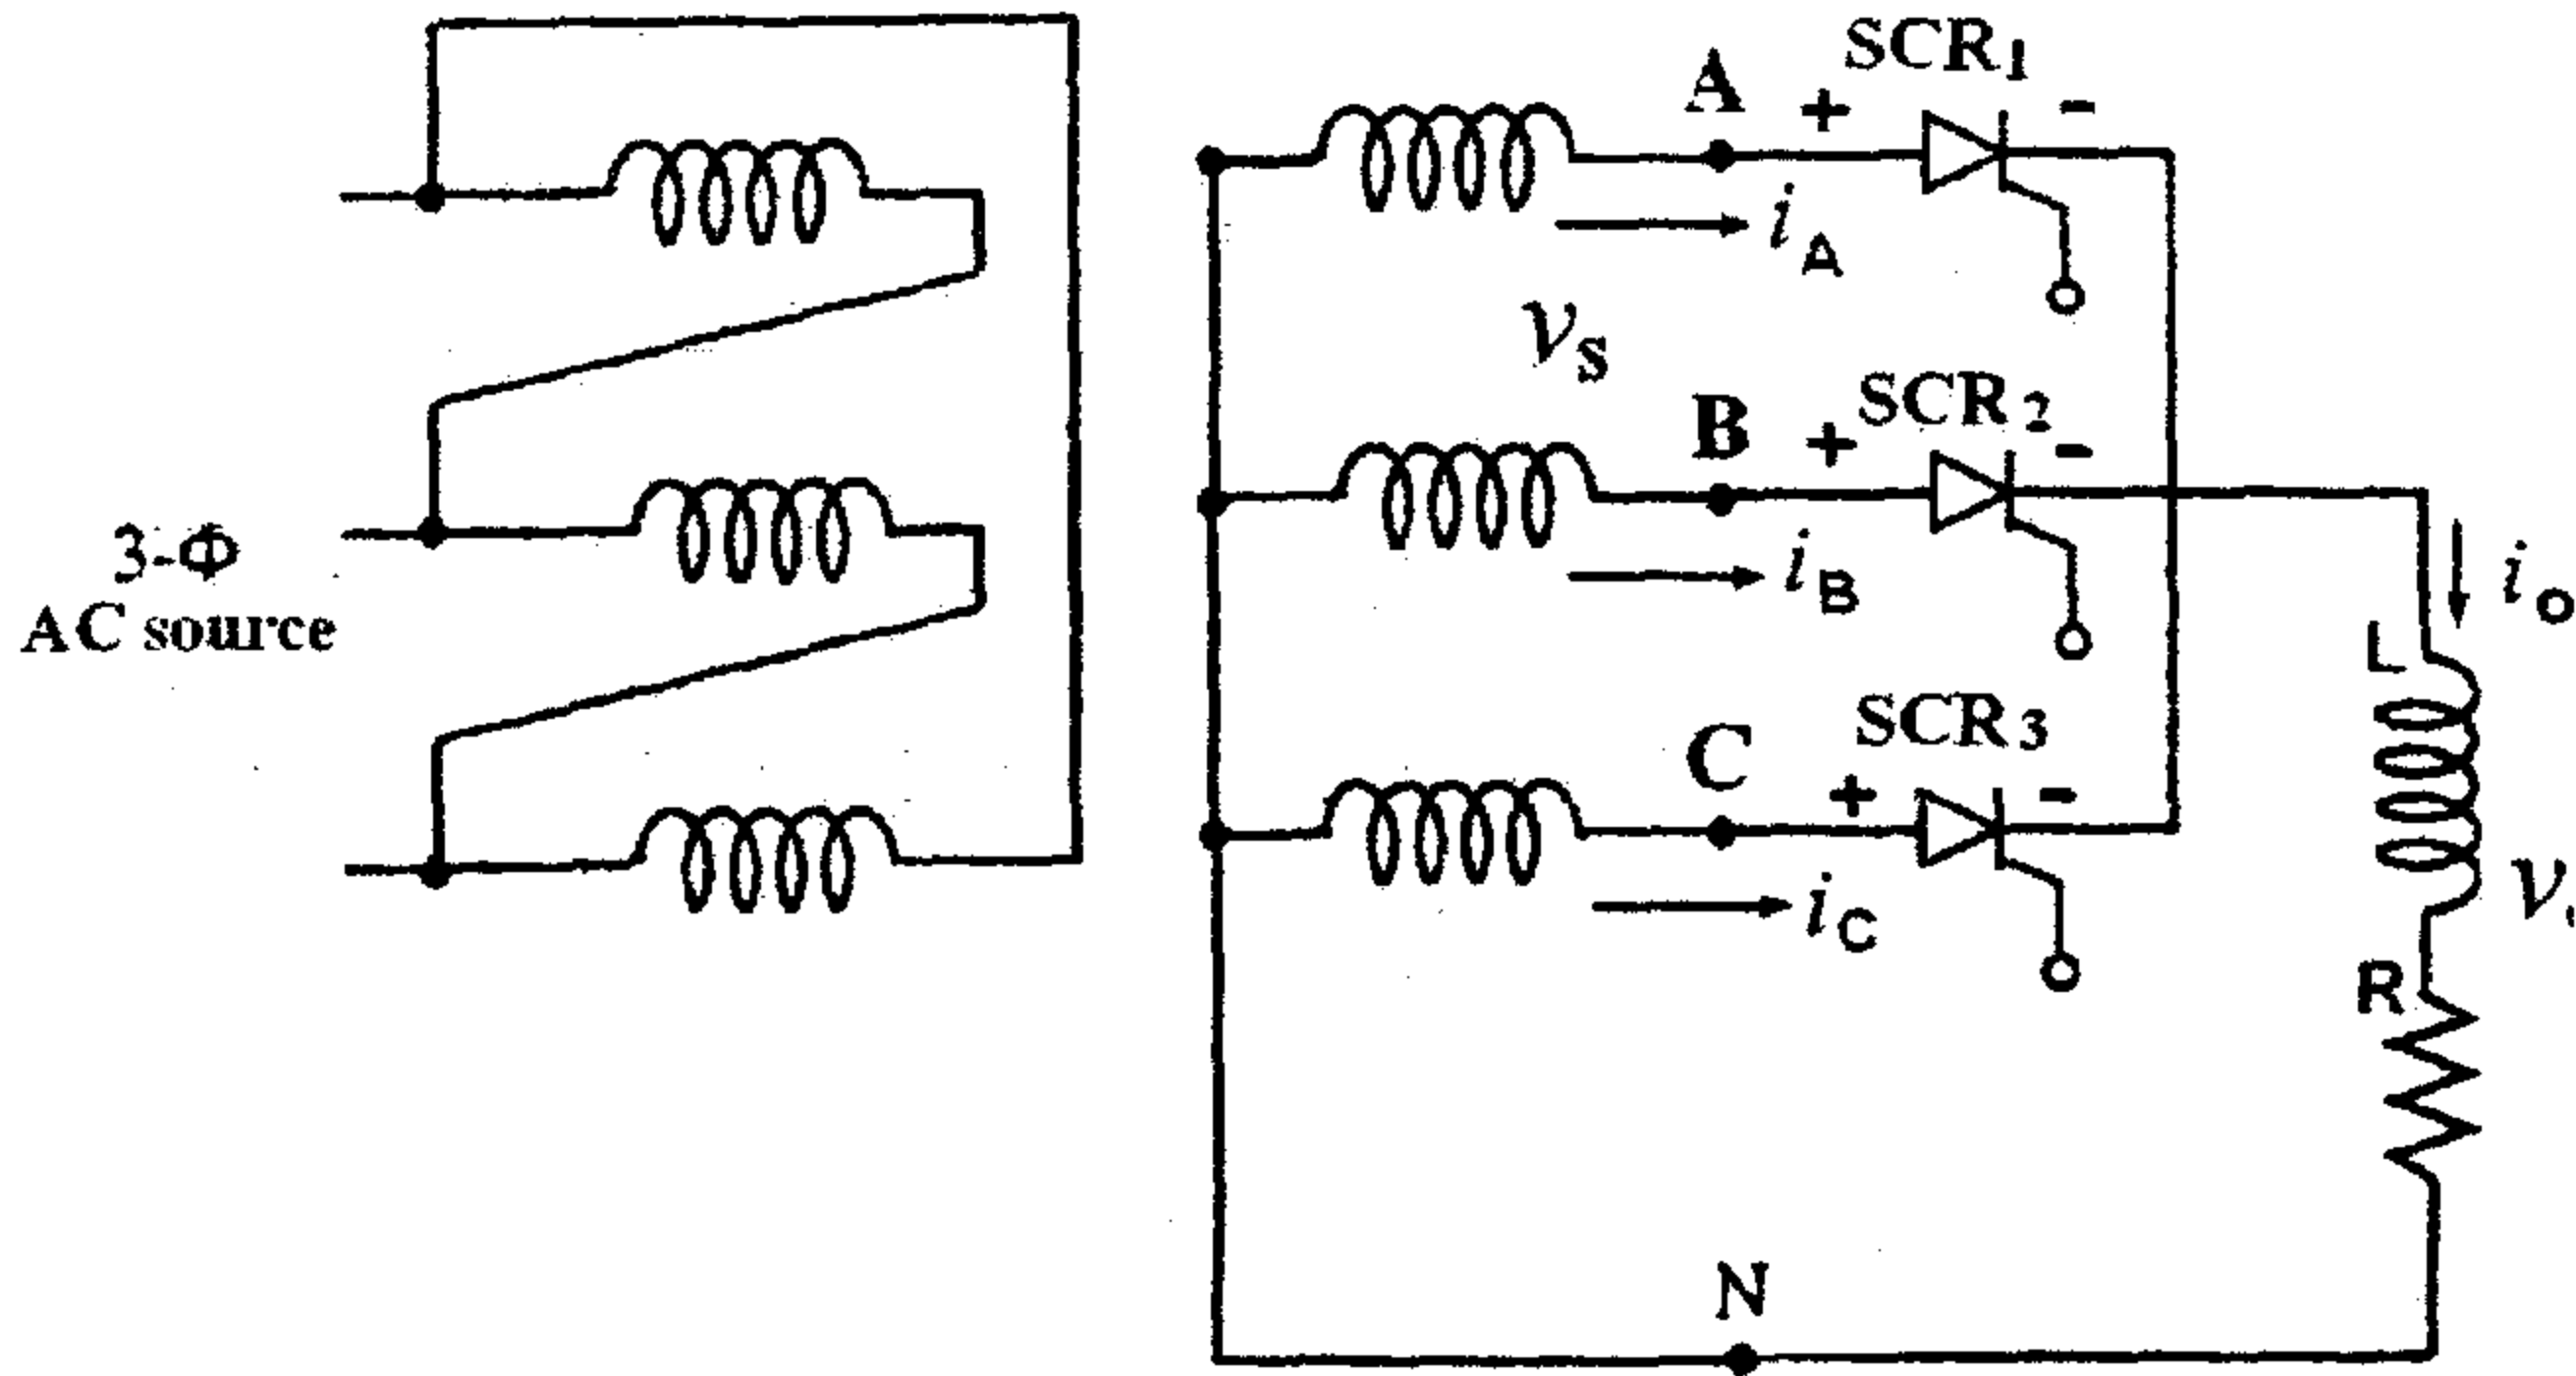 3-Φ
AC source
A
SCR1
+
-
iA
vS
B
SCR2
+
-
iB
C
SCR3
+
-
iC
iO
L
v
R
N